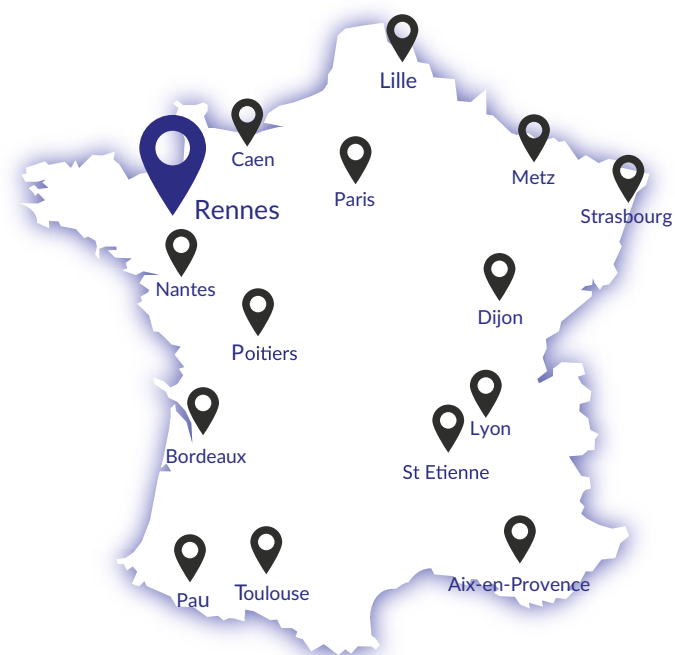 Lille
Caen
Metz
Paris
Rennes
Strasbourg
Nantes
Dijon
Poitiers
Lyon
Bordeaux
St Etienne
Aix-en-Provence
Toulouse
Pau